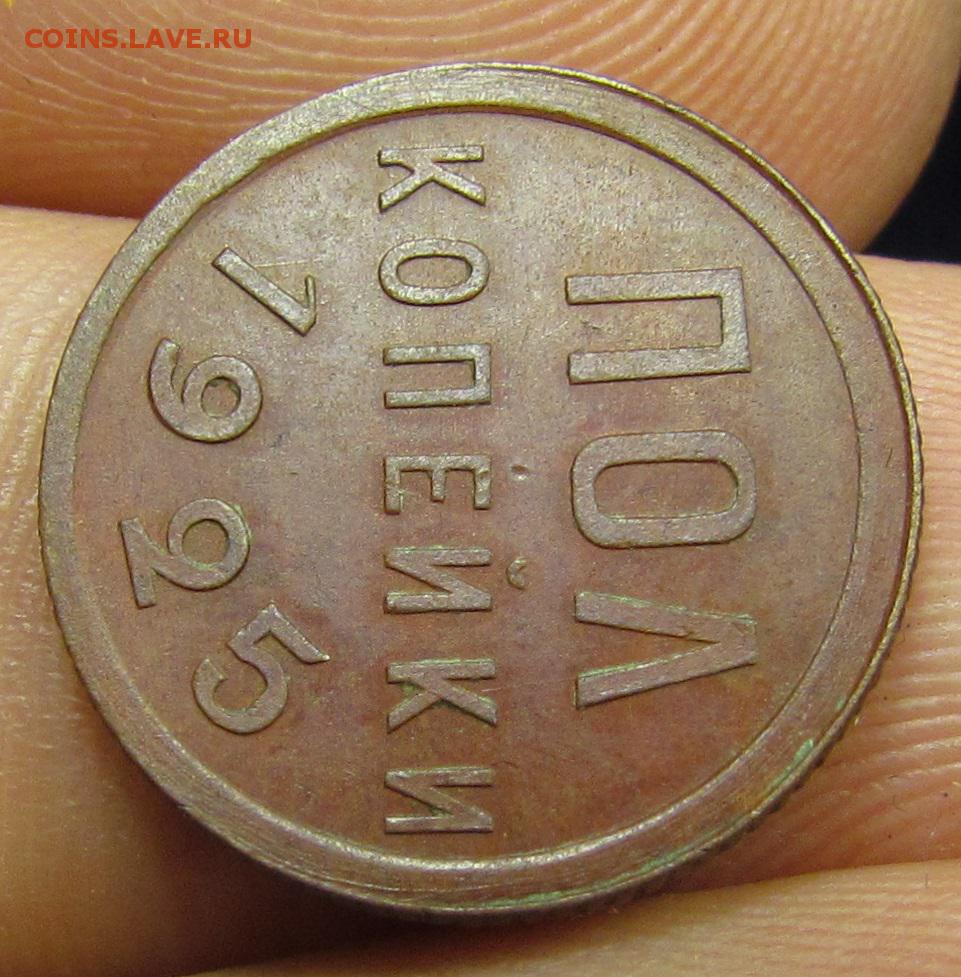 COINS.LAVE.RU
ПОЛ
КОПЕЙКИ
1925